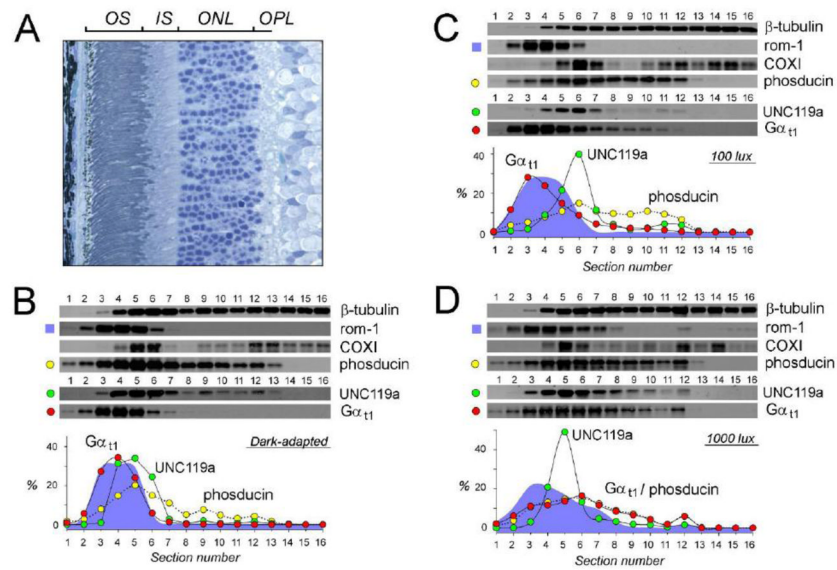 A
OS IS ONL OPL
B
1 2 3 4 5 6 7 8 9 10 11 12 13 14 15 16
β-tubulin
rom-1
COXI
phosducin
1 2 3 4 5 6 7 8 9 10 11 12 13 14 15 16
UNC119a
Gαt1
Dark-adapted
Gαt1
UNC119a
phosducin
40
%
20
0
1 2 3 4 5 6 7 8 9 10 11 12 13 14 15 16
Section number
C
1 2 3 4 5 6 7 8 9 10 11 12 13 14 15 16
β-tubulin
rom-1
COXI
phosducin
1 2 3 4 5 6 7 8 9 10 11 12 13 14 15 16
UNC119a
Gαt1
100 lux
Gαt1
UNC119a
phosducin
40
%
20
0
1 2 3 4 5 6 7 8 9 10 11 12 13 14 15 16
Section number
D
1 2 3 4 5 6 7 8 9 10 11 12 13 14 15 16
β-tubulin
rom-1
COXI
phosducin
1 2 3 4 5 6 7 8 9 10 11 12 13 14 15 16
UNC119a
Gαt1
1000 lux
UNC119a
Gαt1 / phosducin
40
%
20
0
1 2 3 4 5 6 7 8 9 10 11 12 13 14 15 16
Section number